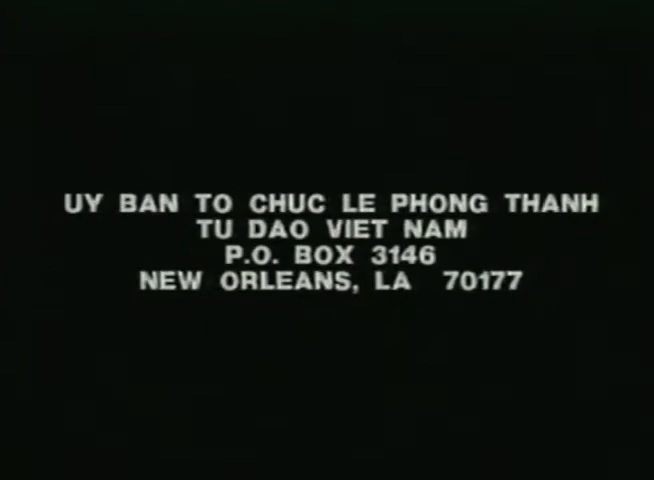 UY BAN TO CHUC LE PHONG THANH
TU DAO VIET NAM
P.O. BOX 3146
NEW ORLEANS, LA 70177